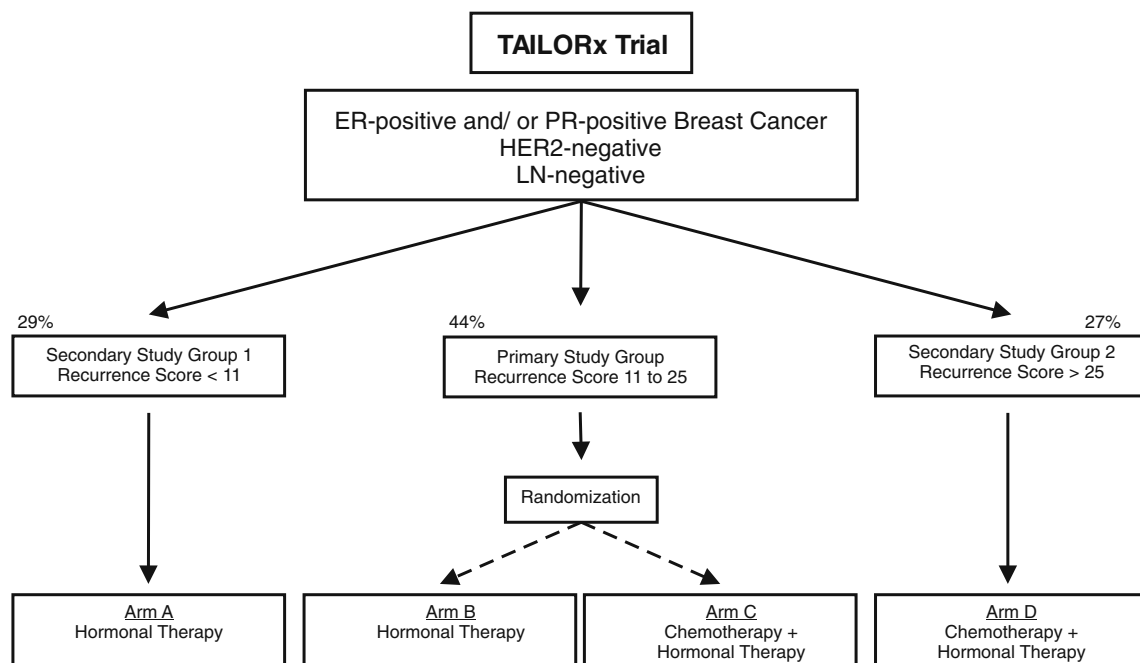 TAILORx Trial
ER-positive and/ or PR-positive Breast Cancer
HER2-negative
LN-negative
29%
44%
27%
Secondary Study Group 1
Recurrence Score < 11
Primary Study Group
Recurrence Score 11 to 25
Secondary Study Group 2
Recurrence Score > 25
Randomization
Arm A
Hormonal Therapy
Arm B
Hormonal Therapy
Arm C
Chemotherapy +
Hormonal Therapy
Arm D
Chemotherapy +
Hormonal Therapy